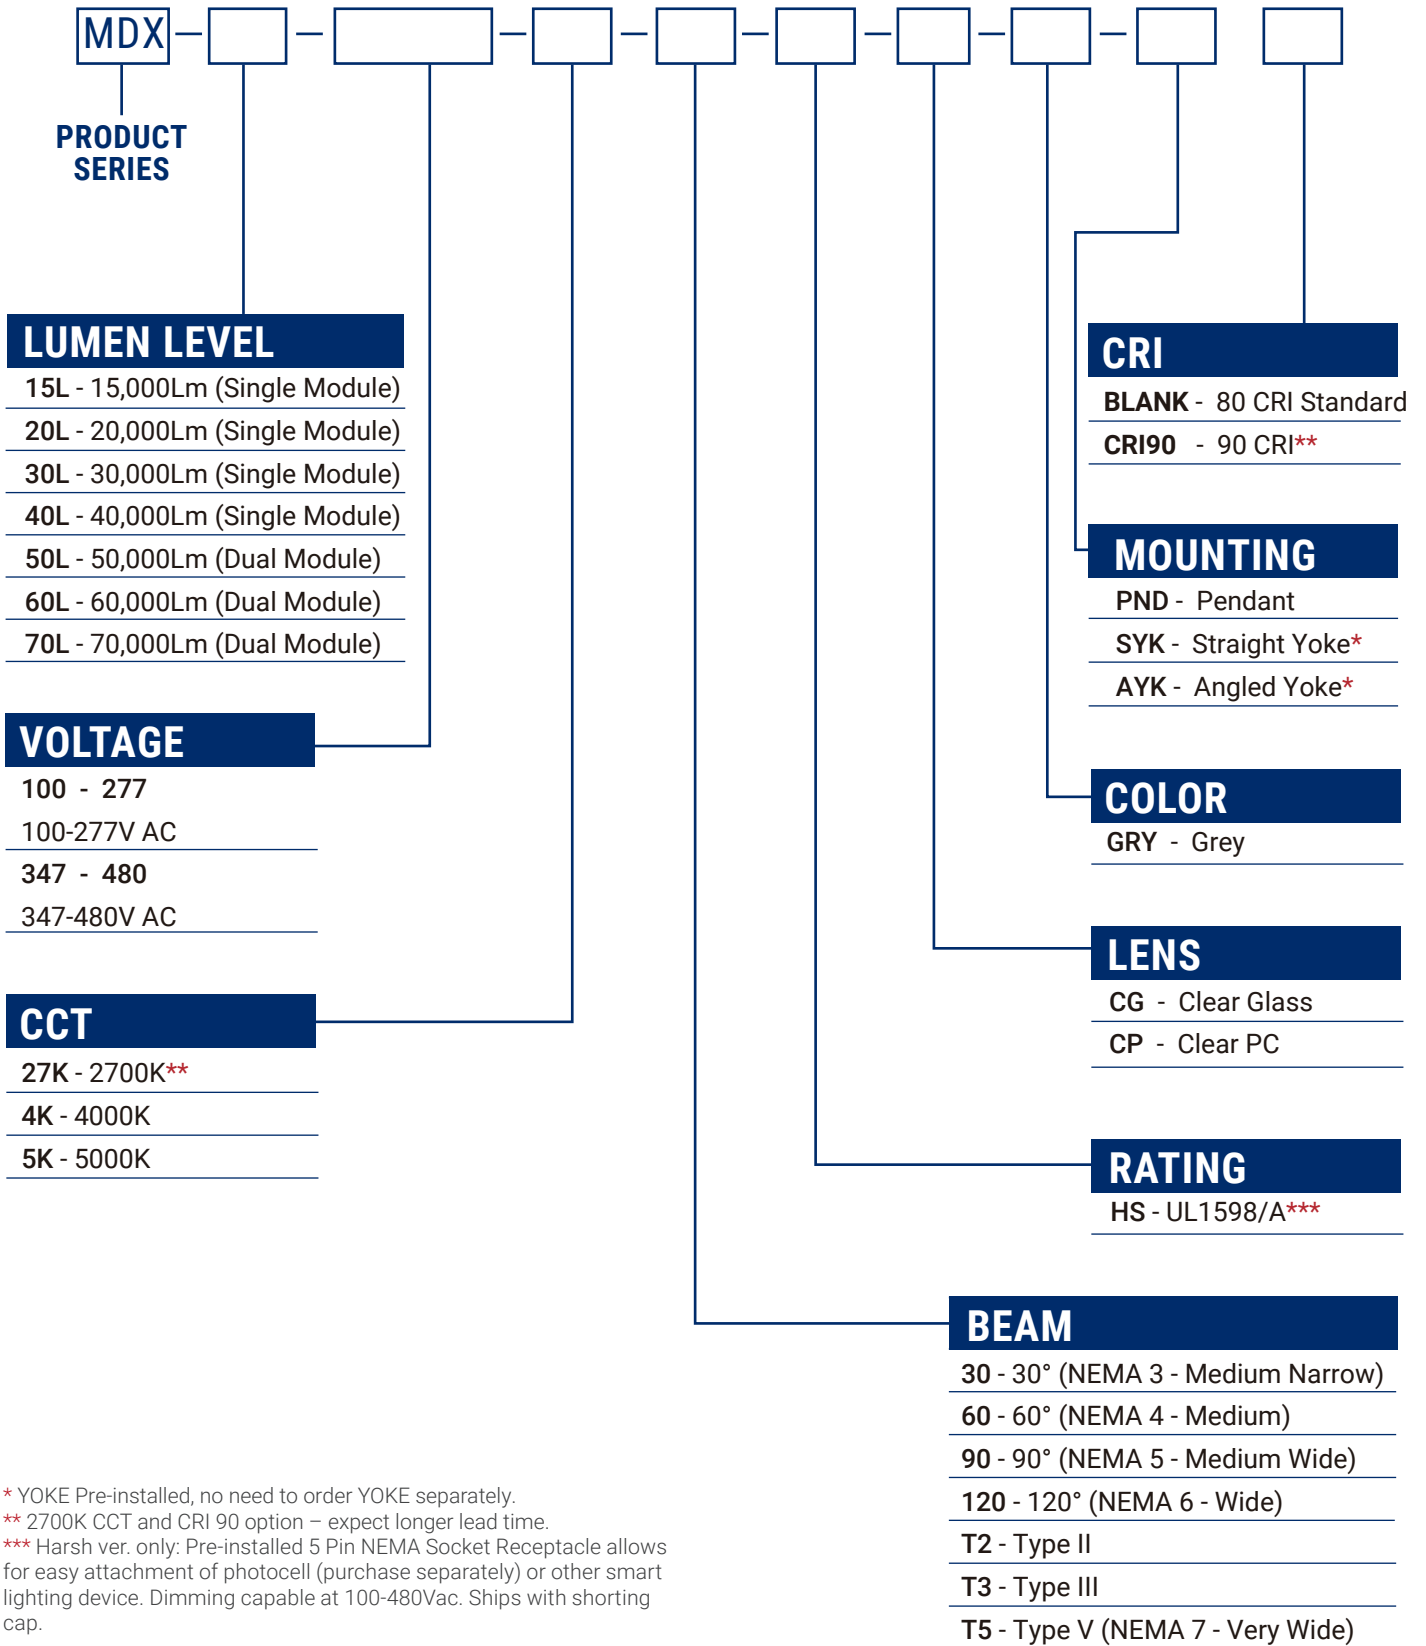 MDX
PRODUCT
SERIES
LUMEN LEVEL
15L - 15,000Lm (Single Module)
20L - 20,000Lm (Single Module)
30L - 30,000Lm (Single Module)
40L - 40,000Lm (Single Module)
50L - 50,000Lm (Dual Module)
60L - 60,000Lm (Dual Module)
70L - 70,000Lm (Dual Module)
VOLTAGE
100 - 277
100-277V AC
347 - 480
347-480V AC
CCT
27K - 2700K**
4K - 4000K
5K - 5000K
CRI
BLANK - 80 CRI Standard
CRI90 - 90 CRI**
MOUNTING
PND - Pendant
SYK - Straight Yoke*
AYK - Angled Yoke*
COLOR
GRY - Grey
LENS
CG - Clear Glass
CP - Clear PC
RATING
HS - UL1598/A***
BEAM
30 - 30° (NEMA 3 - Medium Narrow)
60 - 60° (NEMA 4 - Medium)
90 - 90° (NEMA 5 - Medium Wide)
120 - 120° (NEMA 6 - Wide)
T2 - Type II
T3 - Type III
T5 - Type V (NEMA 7 - Very Wide)
* YOKE Pre-installed, no need to order YOKE separately.
** 2700K CCT and CRI 90 option – expect longer lead time.
*** Harsh ver. only: Pre-installed 5 Pin NEMA Socket Receptacle allows
for easy attachment of photocell (purchase separately) or other smart
lighting device. Dimming capable at 100-480Vac. Ships with shorting
cap.